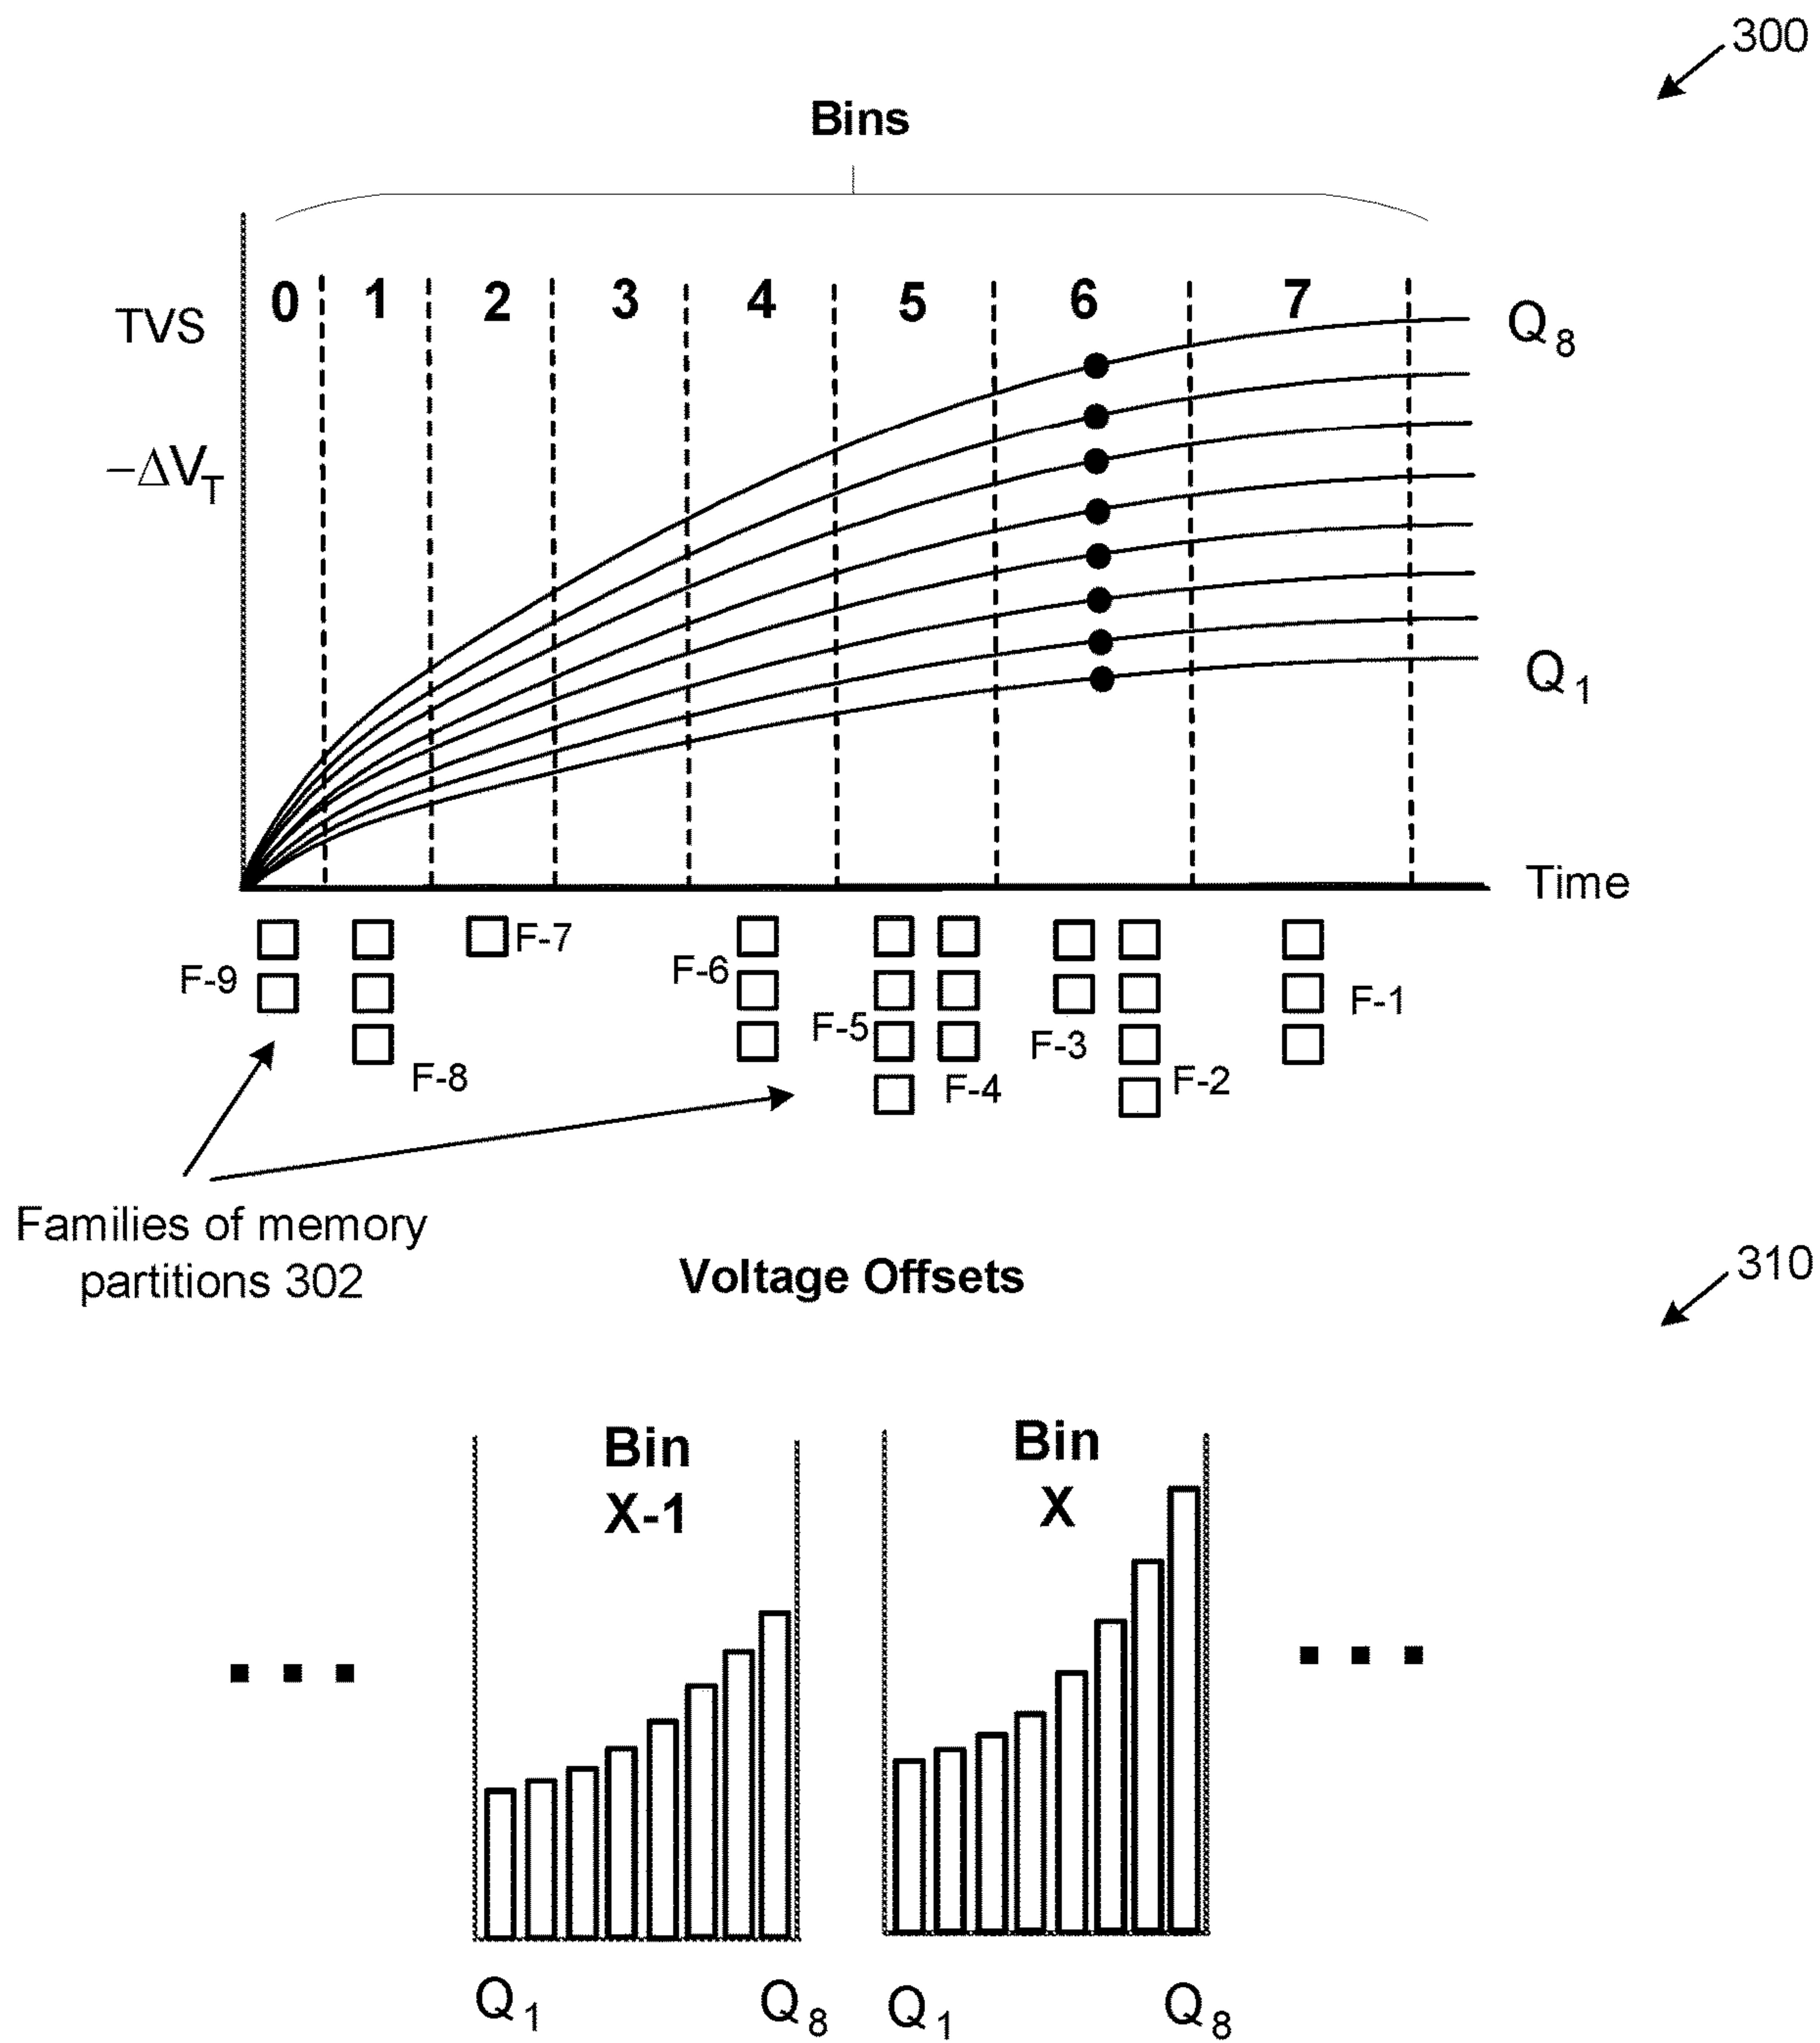 300
Bins
0 1 2 3 4 5 6 7
TVS
Q8
−ΔVT
Q1
Time
F-7
F-6
F-9
F-1
F-5
F-3
F-8
F-4
F-2
Families of memory
partitions 302
Voltage Offsets
310
Bin
X-1
Bin
X
Q1 Q8 Q1 Q8